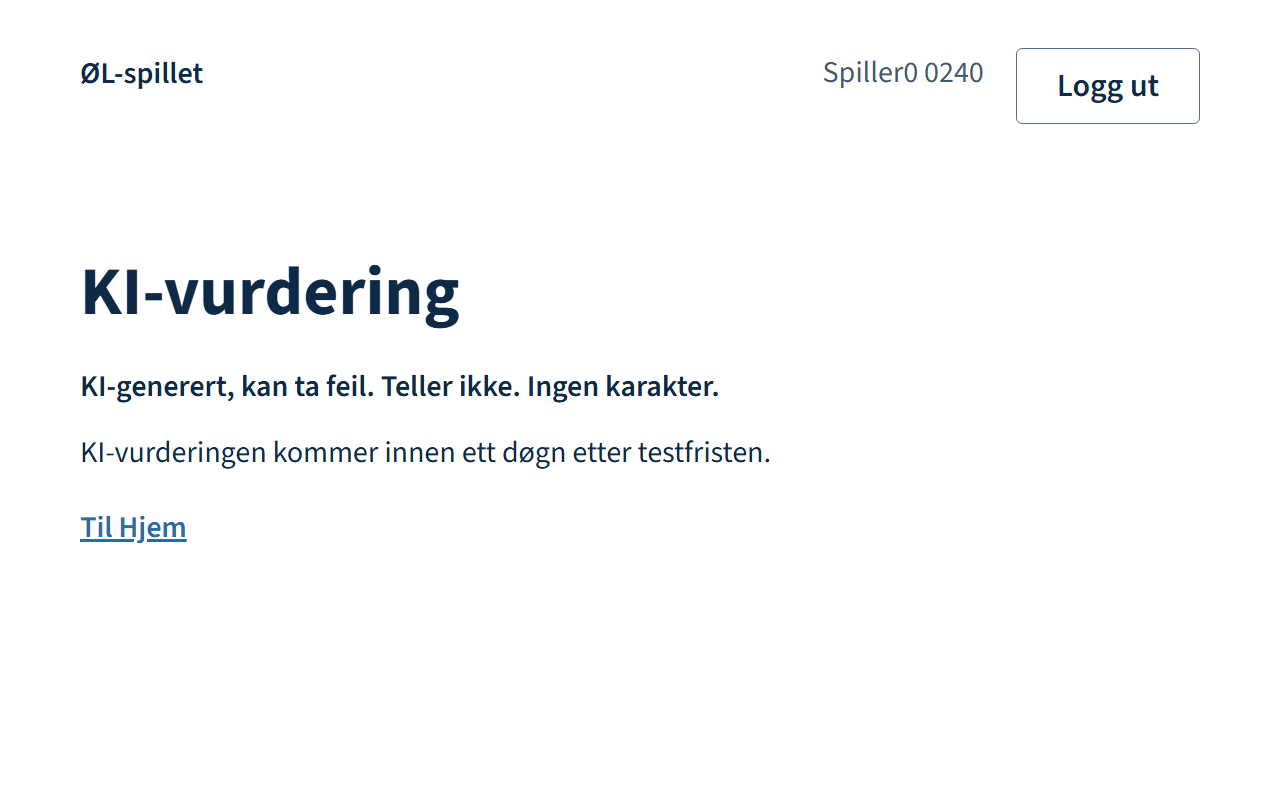 ØL-spillet
Spiller0 0240
Logg ut
KI-vurdering
KI-generert, kan ta feil. Teller ikke. Ingen karakter.
KI-vurderingen kommer innen ett døgn etter testfristen.
Til Hjem